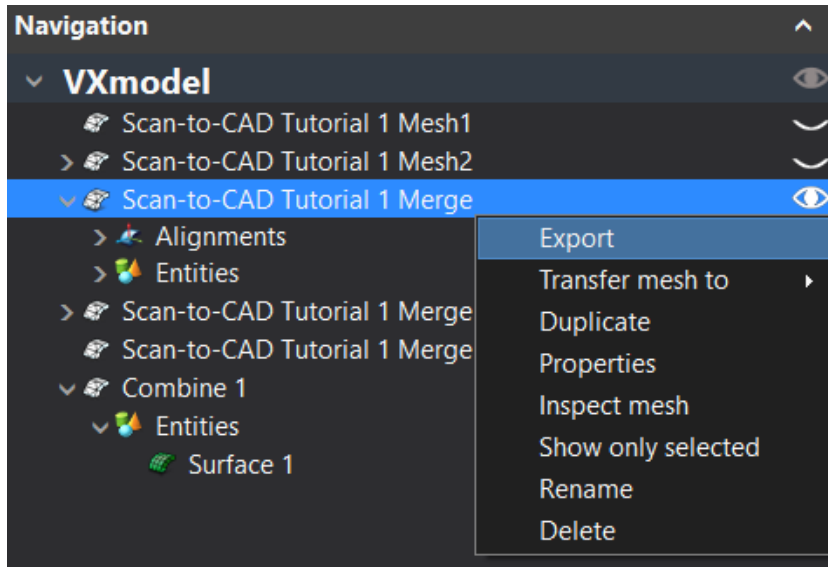 Navigation
VXmodel
Scan-to-CAD Tutorial 1 Mesh1
Scan-to-CAD Tutorial 1 Mesh2
Scan-to-CAD Tutorial 1 Merge
Alignments
Entities
Scan-to-CAD Tutorial 1 Merge
Scan-to-CAD Tutorial 1 Merge
Combine 1
Entities
Surface 1
Export
Transfer mesh to
Duplicate
Properties
Inspect mesh
Show only selected
Rename
Delete